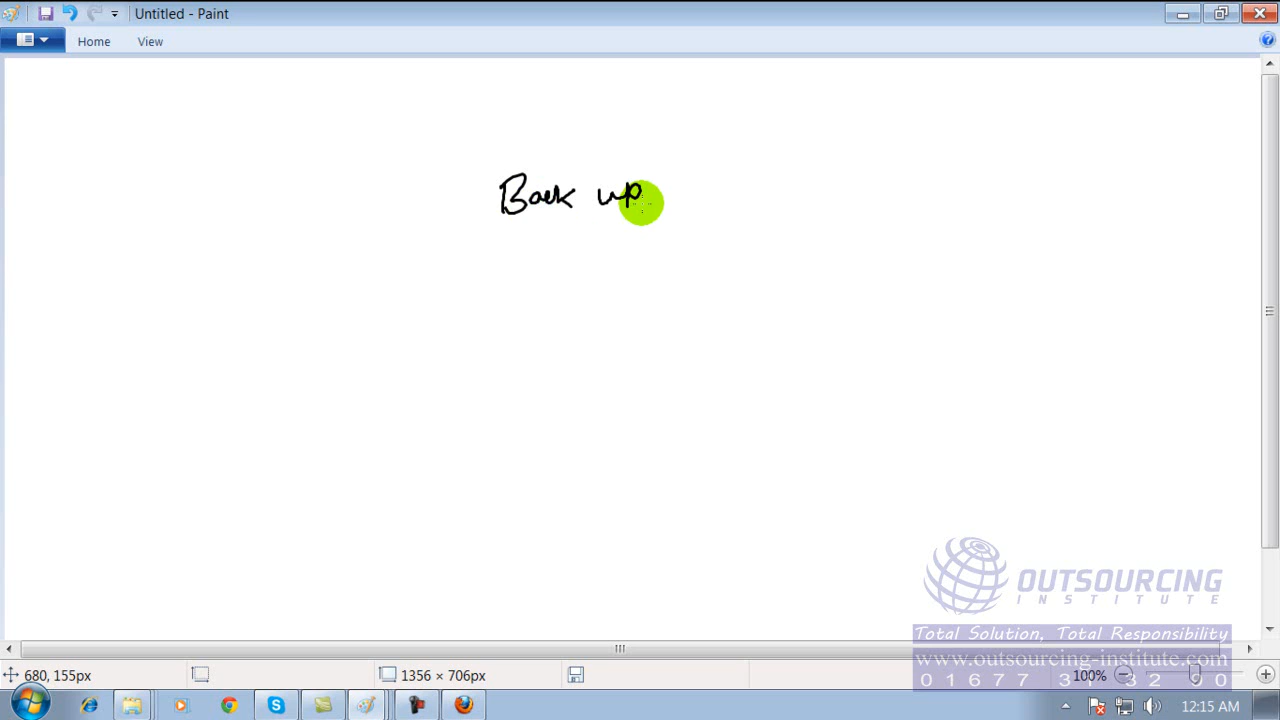 Untitled - Paint
Home View
Back up
OUTSOURCING
INSTITUTE
Total Solution, Total Responsibility
www.outsourcing-institute.com
680, 155px
1356 × 706px
100%
12:15 AM